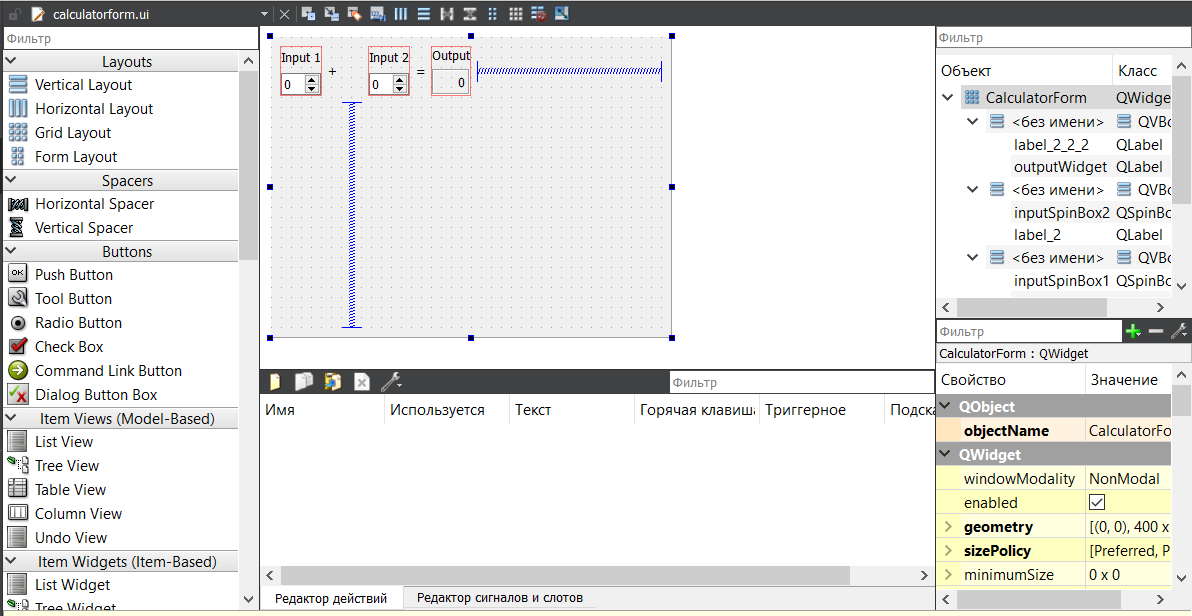 calculatorform.ui
Фильтр
Layouts
Vertical Layout
Horizontal Layout
Grid Layout
Form Layout
Spacers
Horizontal Spacer
Vertical Spacer
Buttons
OK
Push Button
Tool Button
Radio Button
Check Box
Command Link Button
Dialog Button Box
Item Views (Model-Based)
List View
Tree View
Table View
Column View
Undo View
Item Widgets (Item-Based)
List Widget
Tree Widget
Input 1 Input 2 Output
0 + 0 = 0
Фильтр
Имя Используется Текст Горячая клавиш Триггерное Подска
Редактор действий Редактор сигналов и слотов
Фильтр
Объект Класс
CalculatorForm QWidge
<без имени> QVBo
label_2_2_2 QLabel
outputWidget QLabel
<без имени> QVBo
inputSpinBox2 QSpinBo
label_2 QLabel
<без имени> QVBo
inputSpinBox1 QSpinBo
Фильтр
CalculatorForm : QWidget
Свойство Значение
QObject
objectName CalculatorFo
QWidget
windowModality NonModal
enabled
geometry [(0, 0), 400 x
sizePolicy [Preferred, P
minimumSize 0 x 0